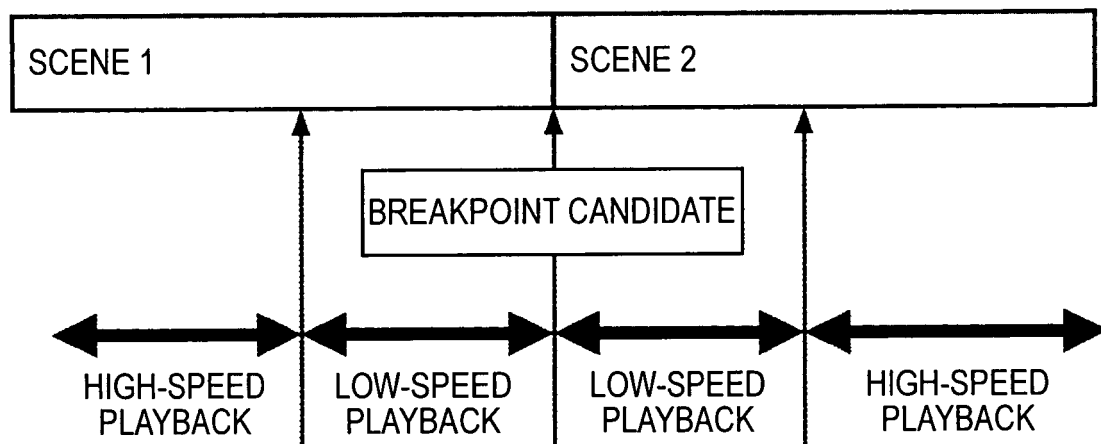 SCENE 1
SCENE 2
BREAKPOINT CANDIDATE
HIGH-SPEED
PLAYBACK
LOW-SPEED
PLAYBACK
LOW-SPEED
PLAYBACK
HIGH-SPEED
PLAYBACK